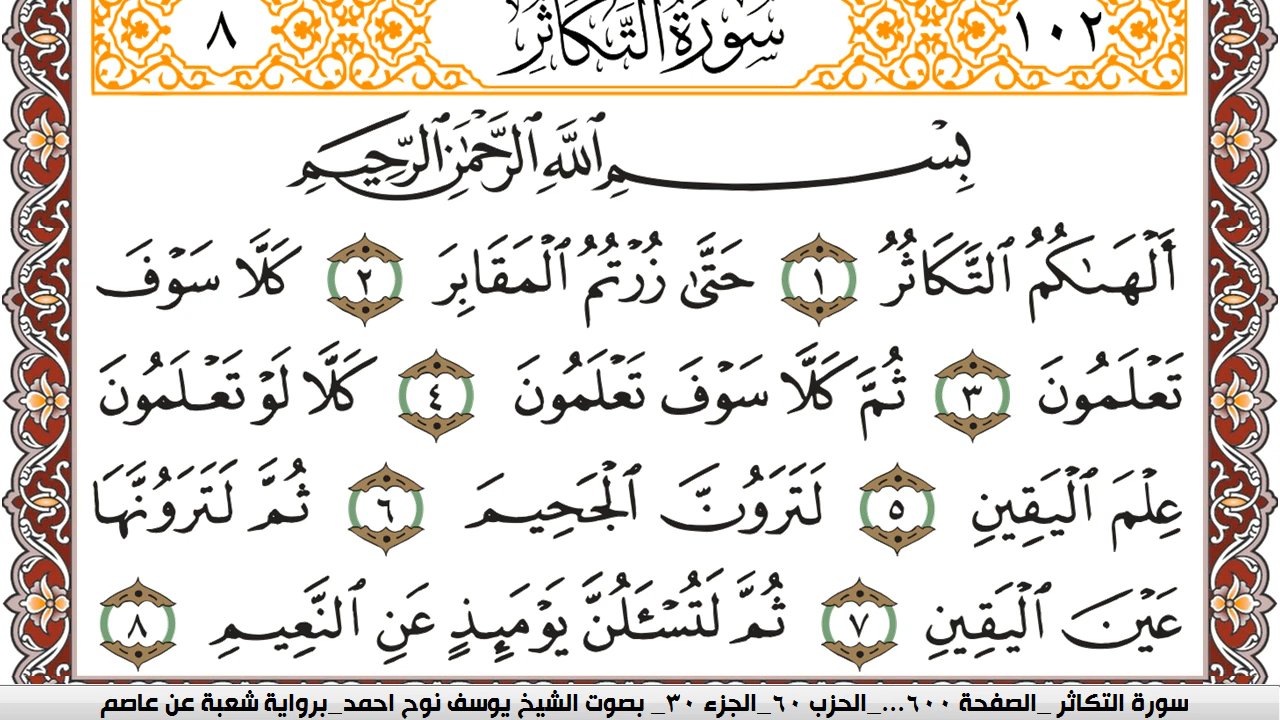 ١٠٢ سُورَةُ التَّكَاثُرِ ٨
بِسْمِ ٱللَّهِ ٱلرَّحْمَٰنِ ٱلرَّحِيمِ
أَلْهَىٰكُمُ ٱلتَّكَاثُرُ ١ حَتَّىٰ زُرْتُمُ ٱلْمَقَابِرَ ٢ كَلَّا سَوْفَ
تَعْلَمُونَ ٣ ثُمَّ كَلَّا سَوْفَ تَعْلَمُونَ ٤ كَلَّا لَوْ تَعْلَمُونَ
عِلْمَ ٱلْيَقِينِ ٥ لَتَرَوُنَّ ٱلْجَحِيمَ ٦ ثُمَّ لَتَرَوُنَّهَا
عَيْنَ ٱلْيَقِينِ ٧ ثُمَّ لَتُسْـَٔلُنَّ يَوْمَئِذٍ عَنِ ٱلنَّعِيمِ ٨
سورة التكاثر _الصفحة ٦٠٠..._الحزب ٦٠_الجزء ٣٠_ بصوت الشيخ يوسف نوح احمد_برواية شعبة عن عاصم